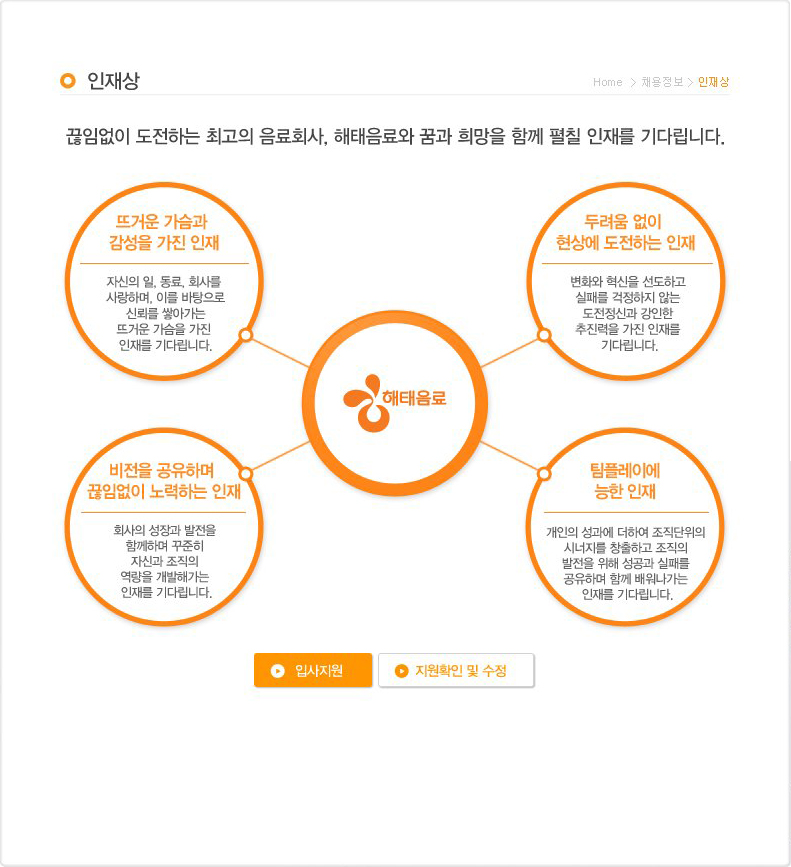 인재상
Home > 채용정보 > 인재상
끊임없이 도전하는 최고의 음료회사, 해태음료와 꿈과 희망을 함께 펼칠 인재를 기다립니다.
뜨거운 가슴과
감성을 가진 인재
자신의 일, 동료, 회사를
사랑하며, 이를 바탕으로
신뢰를 쌓아가는
뜨거운 가슴을 가진
인재를 기다립니다.
두려움 없이
현상에 도전하는 인재
변화와 혁신을 선도하고
실패를 걱정하지 않는
도전정신과 강인한
추진력을 가진 인재를
기다립니다.
해태음료
비전을 공유하며
끊임없이 노력하는 인재
회사의 성장과 발전을
함께하며 꾸준히
자신과 조직의
역량을 개발해가는
인재를 기다립니다.
팀플레이에
능한 인재
개인의 성과에 더하여 조직단위의
시너지를 창출하고 조직의
발전을 위해 성공과 실패를
공유하며 함께 배워나가는
인재를 기다립니다.
입사지원
지원확인 및 수정